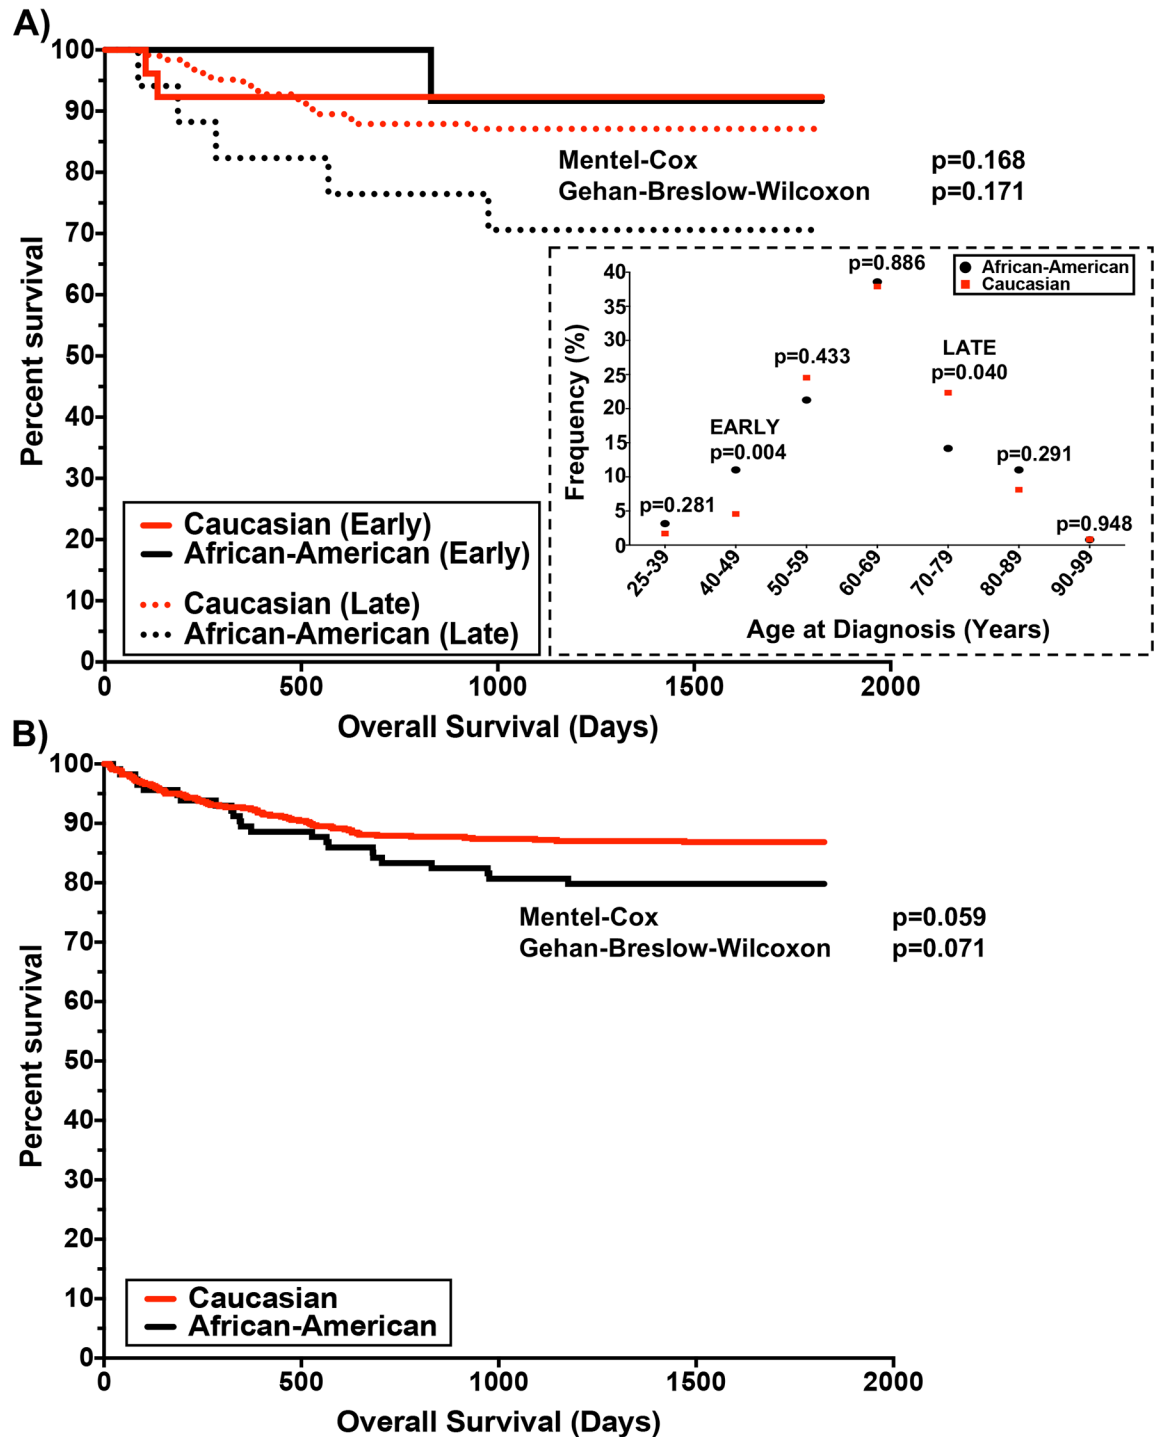 A)
100
90
80
70
60
50
40
30
20
10
0
Percent survival
0 500 1000 1500 2000
Overall Survival (Days)
Mentel-Cox p=0.168
Gehan-Breslow-Wilcoxon p=0.171
Caucasian (Early)
African-American (Early)
Caucasian (Late)
African-American (Late)
40
35
30
25
20
15
10
5
0
Frequency (%)
African-American
Caucasian
p=0.281
EARLY
p=0.004
p=0.433
p=0.886
LATE
p=0.040
p=0.291
p=0.948
25-39 40-49 50-59 60-69 70-79 80-89 90-99
Age at Diagnosis (Years)
B)
100
90
80
70
60
50
40
30
20
10
0
Percent survival
Mentel-Cox p=0.059
Gehan-Breslow-Wilcoxon p=0.071
Caucasian
African-American
0 500 1000 1500 2000
Overall Survival (Days)